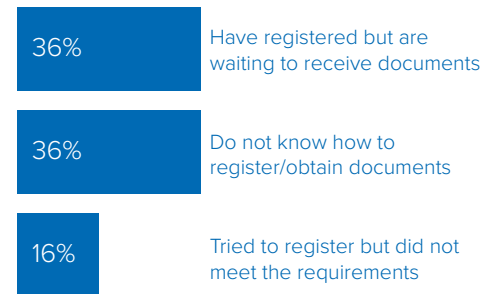 36%
Have registered but are
waiting to receive documents
36%
Do not know how to
register/obtain documents
16%
Tried to register but did not
meet the requirements